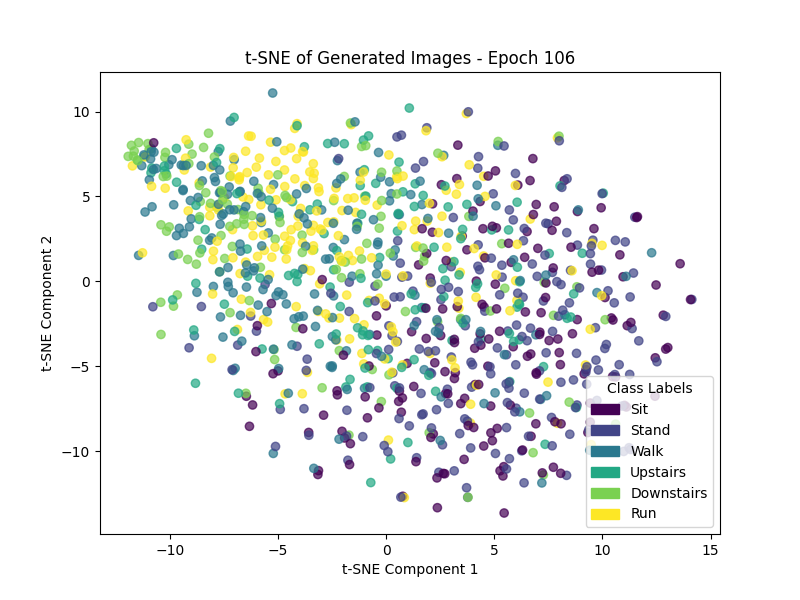 t-SNE of Generated Images - Epoch 106
t-SNE Component 2
10
5
0
−5
−10
−10
−5
0
5
10
15
t-SNE Component 1
Class Labels
Sit
Stand
Walk
Upstairs
Downstairs
Run